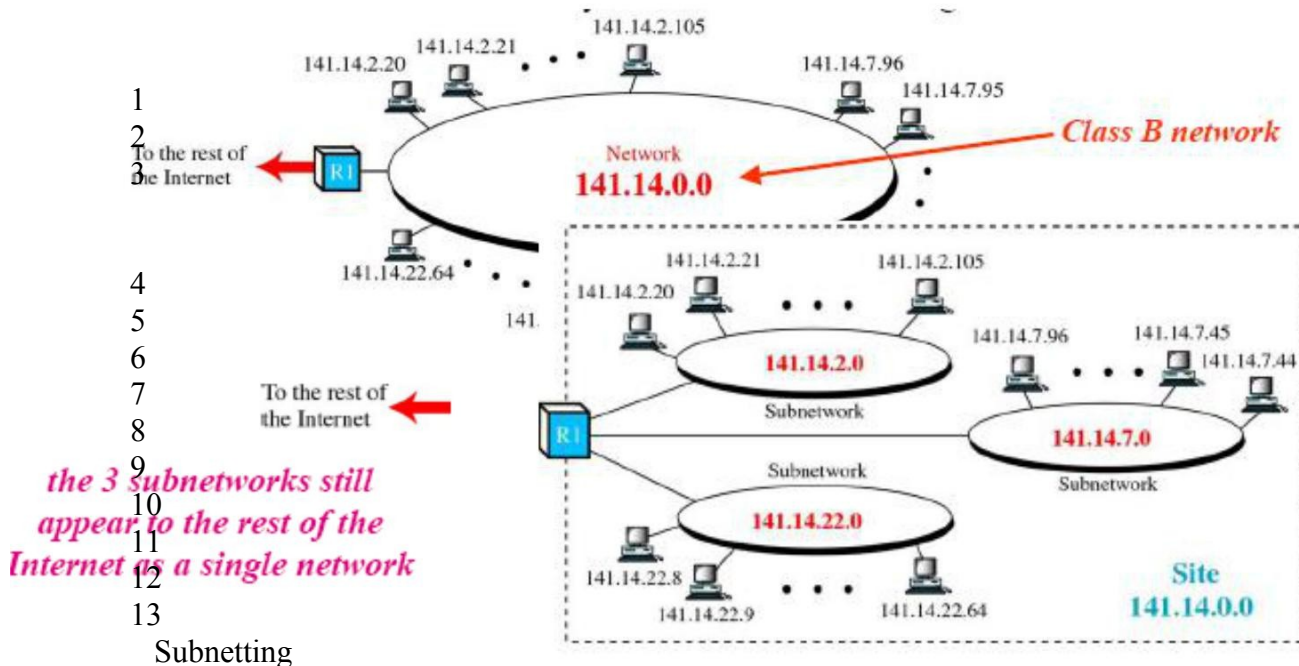 141.14.2.105
141.14.2.21
141.14.2.20
141.14.7.96
141.14.7.95
1
2
3
To the rest of
the Internet
R1
Network
141.14.0.0
Class B network
141.14.22.64
141.
4
5
6
7
8
9
10
11
12
13
141.14.2.21
141.14.2.105
141.14.2.20
141.14.2.0
Subnetwork
141.14.7.96
141.14.7.45
141.14.7.44
141.14.7.0
Subnetwork
To the rest of
the Internet
R1
Subnetwork
141.14.22.0
141.14.22.8
141.14.22.9
141.14.22.64
Site
141.14.0.0
the 3 subnetworks still
appear to the rest of the
Internet as a single network
Subnetting